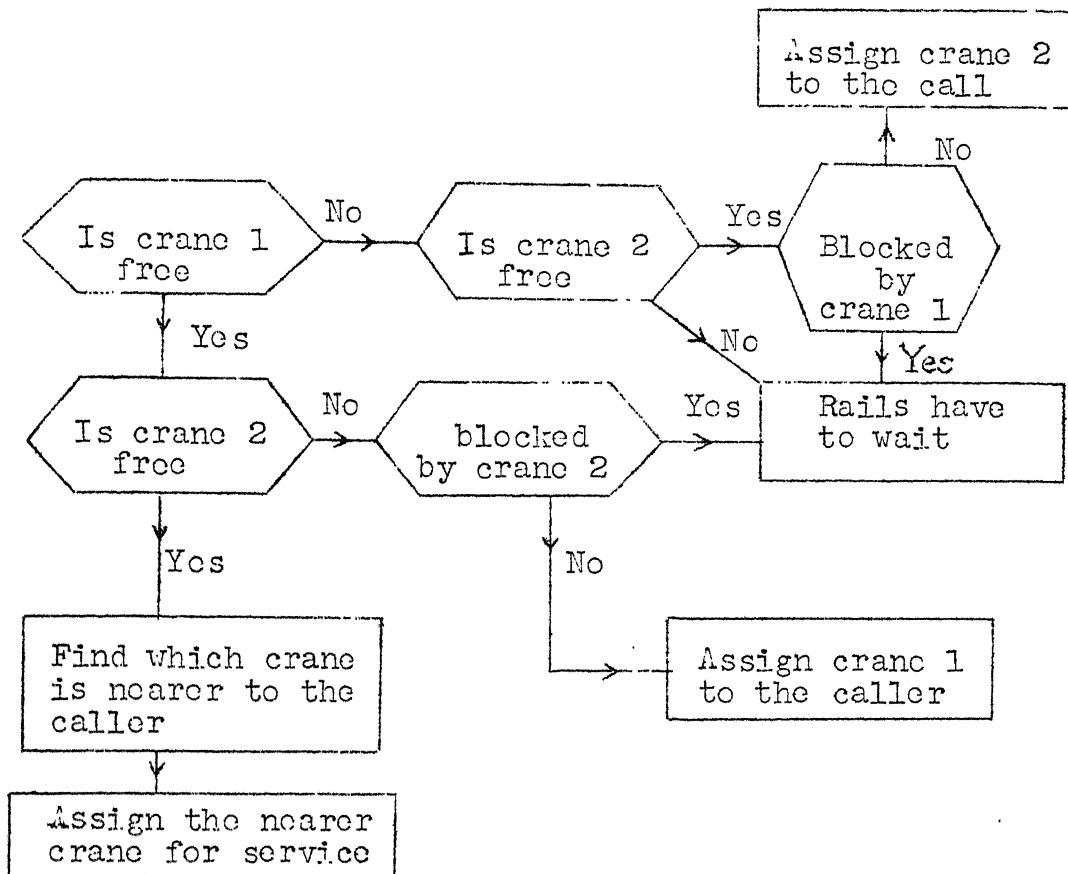 Assign crane 2
to the call
No
Is crane 1
free
No
Is crane 2
free
Yes
Blocked
by
crane 1
Yes
No
Yes
Is crane 2
free
No
blocked
by crane 2
Yes
Rails have
to wait
Yes
No
Find which crane
is nearer to the
caller
Assign crane 1
to the caller
Assign the nearer
crane for service